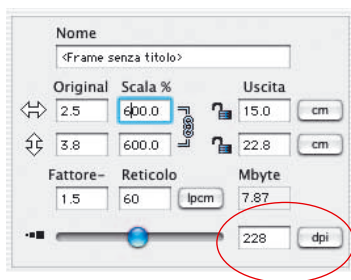 Nome
<Frame senza titolo>
Original Scala % Uscita
2.5 600.0 15.0 cm
3.8 600.0 22.8 cm
Fattore- Reticolo Mbyte
1.5 60 lpcm 7.87
228 dpi